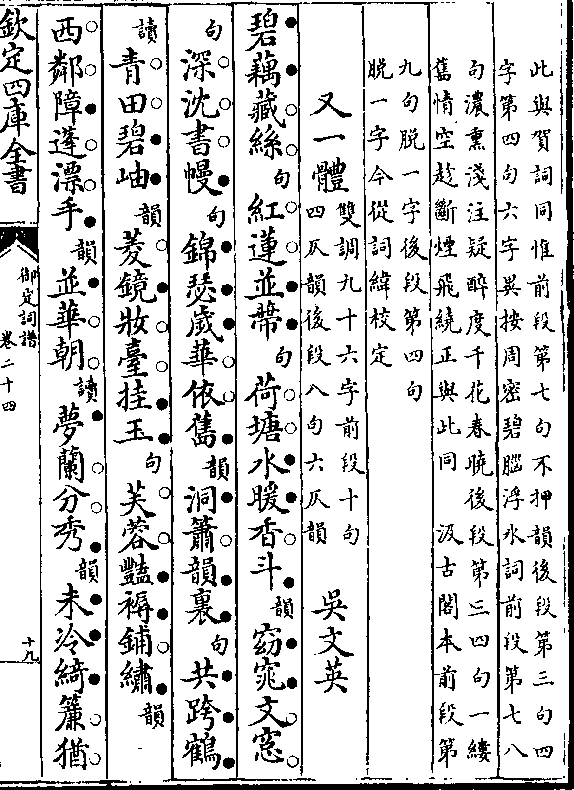 此與賀詞同惟前段第七句不押韻後段第三句四
字第四句六字異按周密碧腦浮水詞前段第七八
句濃熏淺注疑醉度千花春曉後段第三四句一縷
舊情空趁斷煙飛繞正與此同　汲古閣本前段第
九句脫一字後段第四句
脫一字今從詞緯校定
又一體雙調九十六字前段十句
四仄韻後段八句六仄韻　吳文英
碧藕藏絲句紅蓮並蔕句荷塘水暖香斗韻窈窕文窓
句深沈書幔句錦瑟歲華依舊韻洞簫韻裏句共跨鶴
讀青田碧岫韻菱鏡妝臺挂玉句芙蓉豔褥鋪繡韻
西鄰障蓬漂手韻並華朝讀夢蘭分秀韻未冷綺簾猶
欽定四庫全書
御定詞譜
卷二十四
十九